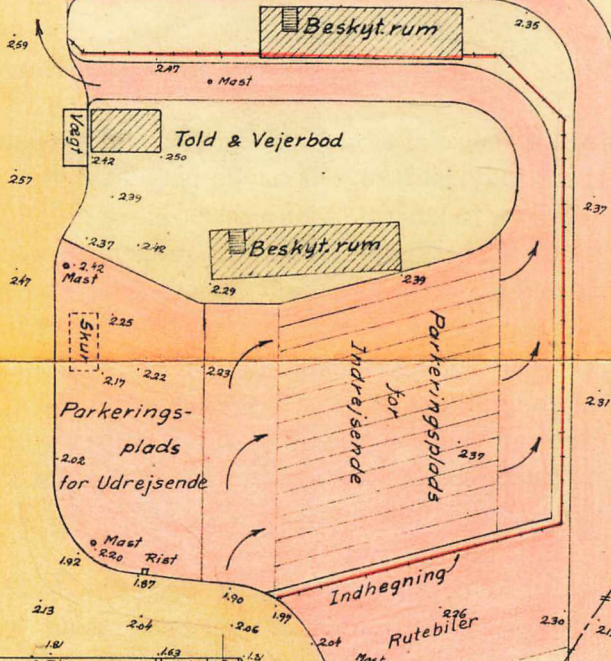 Beskyt.rum
2.35
2.59
2.47
Mast
Vægt
Told & Vejerbod
2.42
2.50
2.57
2.39
2.37
2.37
2.42
Beskyt.rum
2.42
Mast
2.47
2.29
2.39
Skur
2.25
2.17
2.22
2.23
Parkeringsplads
for
Indrejsende
2.37
2.31
Parkerings-
plads
for Udrejsende
2.02
Mast
2.20
Rist
1.92
1.87
1.90
1.97
Indhegning
2.13
2.04
2.06
2.26
2.30
Rutebiler
2.04
1.81
1.63
Mast